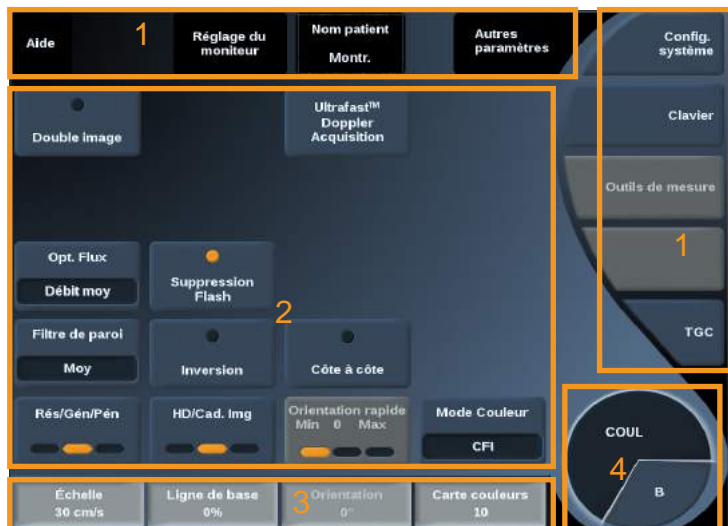 Aide
1
Réglage du
moniteur
Nom patient
Montr.
Autres
paramètres
Config.
système
Clavier
Outils de mesure
1
TGC
Double image
Ultrafast™
Doppler
Acquisition
Opt. Flux
Débit moy
Suppression
Flash
2
Filtre de paroi
Moy
Inversion
Côte à côte
Rés/Gén/Pén
HD/Cad. Img
Orientation rapide
Min 0 Max
Mode Couleur
CFI
COUL
4
B
Échelle
30 cm/s
Ligne de base
0%
3
Orientation
0°
Carte couleurs
10